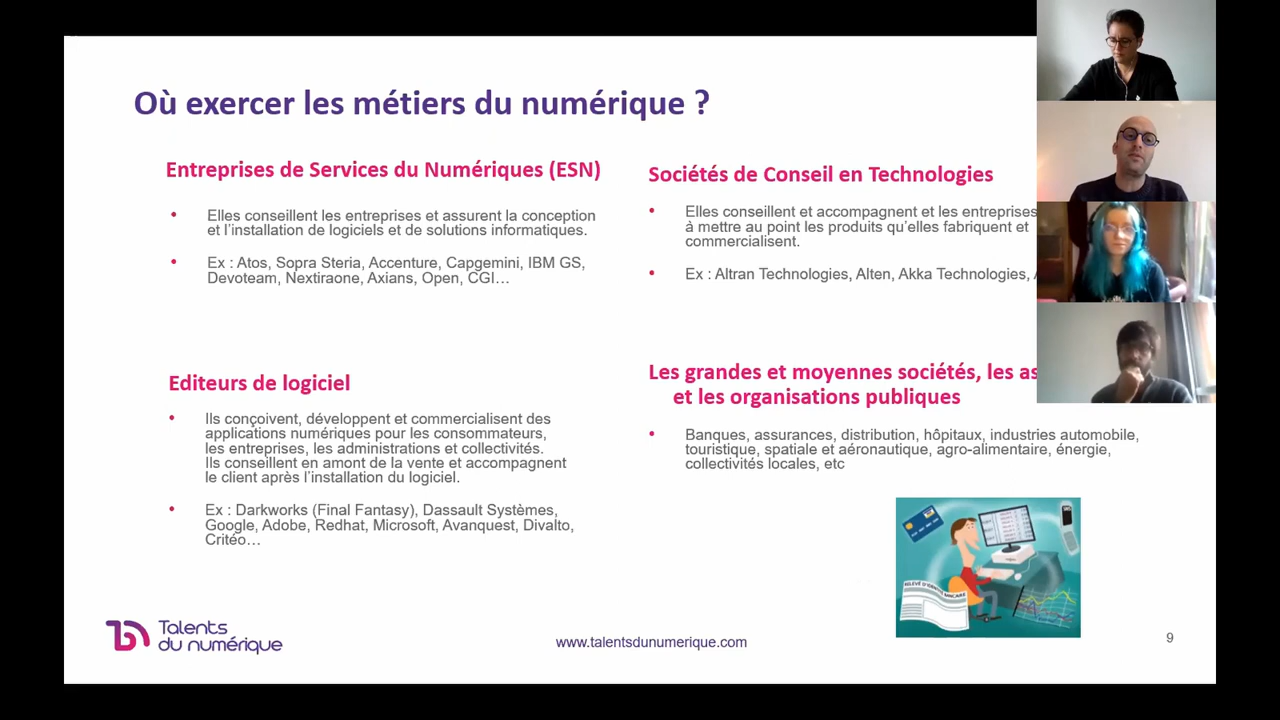 Où exercer les métiers du numérique ?
Entreprises de Services du Numériques (ESN)
• Elles conseillent les entreprises et assurent la conception
et l'installation de logiciels et de solutions informatiques.
• Ex : Atos, Sopra Steria, Accenture, Capgemini, IBM GS,
Devoteam, Nextiraone, Axians, Open, CGI…
Sociétés de Conseil en Technologies
• Elles conseillent et accompagnent et les entreprises
à mettre au point les produits qu'elles fabriquent et
commercialisent.
• Ex : Altran Technologies, Alten, Akka Technologies,
Editeurs de logiciel
• Ils conçoivent, développent et commercialisent des
applications numériques pour les consommateurs,
les entreprises, les administrations et collectivités.
Ils conseillent en amont de la vente et accompagnent
le client après l'installation du logiciel.
• Ex : Darkworks (Final Fantasy), Dassault Systèmes,
Google, Adobe, Redhat, Microsoft, Avanquest, Divalto,
Critéo…
Les grandes et moyennes sociétés, les
et les organisations publiques
• Banques, assurances, distribution, hôpitaux, industries automobile,
touristique, spatiale et aéronautique, agro-alimentaire, énergie,
collectivités locales, etc
RELEVÉ D'IDENTITÉ BANCAIRE
Talents
du numérique
www.talentsdunumerique.com
9